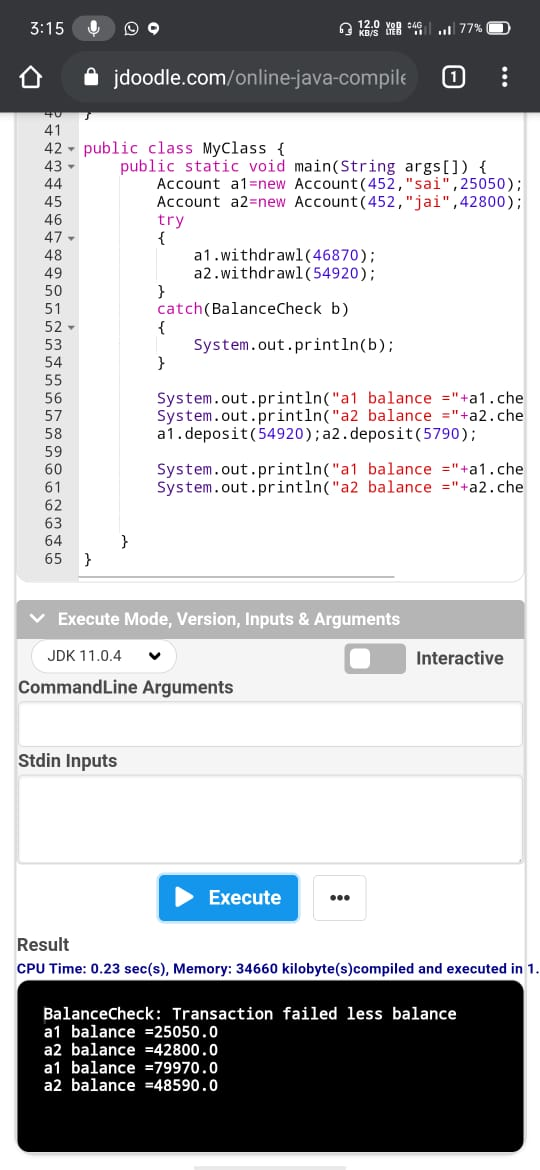 3:15 12.0 KB/S VoD LTE 4G 77%
jdoodle.com/online-java-compile 1
40 }
41
42 public class MyClass {
43 public static void main(String args[]) {
44 Account a1=new Account(452,"sai",25050);
45 Account a2=new Account(452,"jai",42800);
46 try
47 {
48 a1.withdrawl(46870);
49 a2.withdrawl(54920);
50 }
51 catch(BalanceCheck b)
52 {
53 System.out.println(b);
54 }
55
56 System.out.println("a1 balance ="+a1.che
57 System.out.println("a2 balance ="+a2.che
58 a1.deposit(54920);a2.deposit(5790);
59
60 System.out.println("a1 balance ="+a1.che
61 System.out.println("a2 balance ="+a2.che
62
63
64 }
65 }
Execute Mode, Version, Inputs & Arguments
JDK 11.0.4 Interactive
CommandLine Arguments
Stdin Inputs
Execute •••
Result
CPU Time: 0.23 sec(s), Memory: 34660 kilobyte(s)compiled and executed in 1.
BalanceCheck: Transaction failed less balance
a1 balance =25050.0
a2 balance =42800.0
a1 balance =79970.0
a2 balance =48590.0